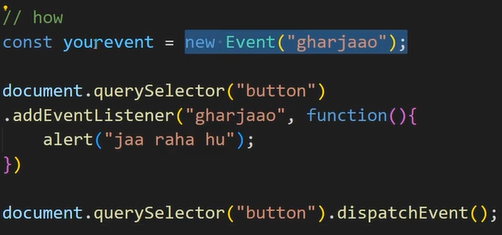 // how
const yourevent = new Event("gharjaao");
document.querySelector("button")
.addEventListener("gharjaao", function(){
alert("jaa raha hu");
})
document.querySelector("button").dispatchEvent();